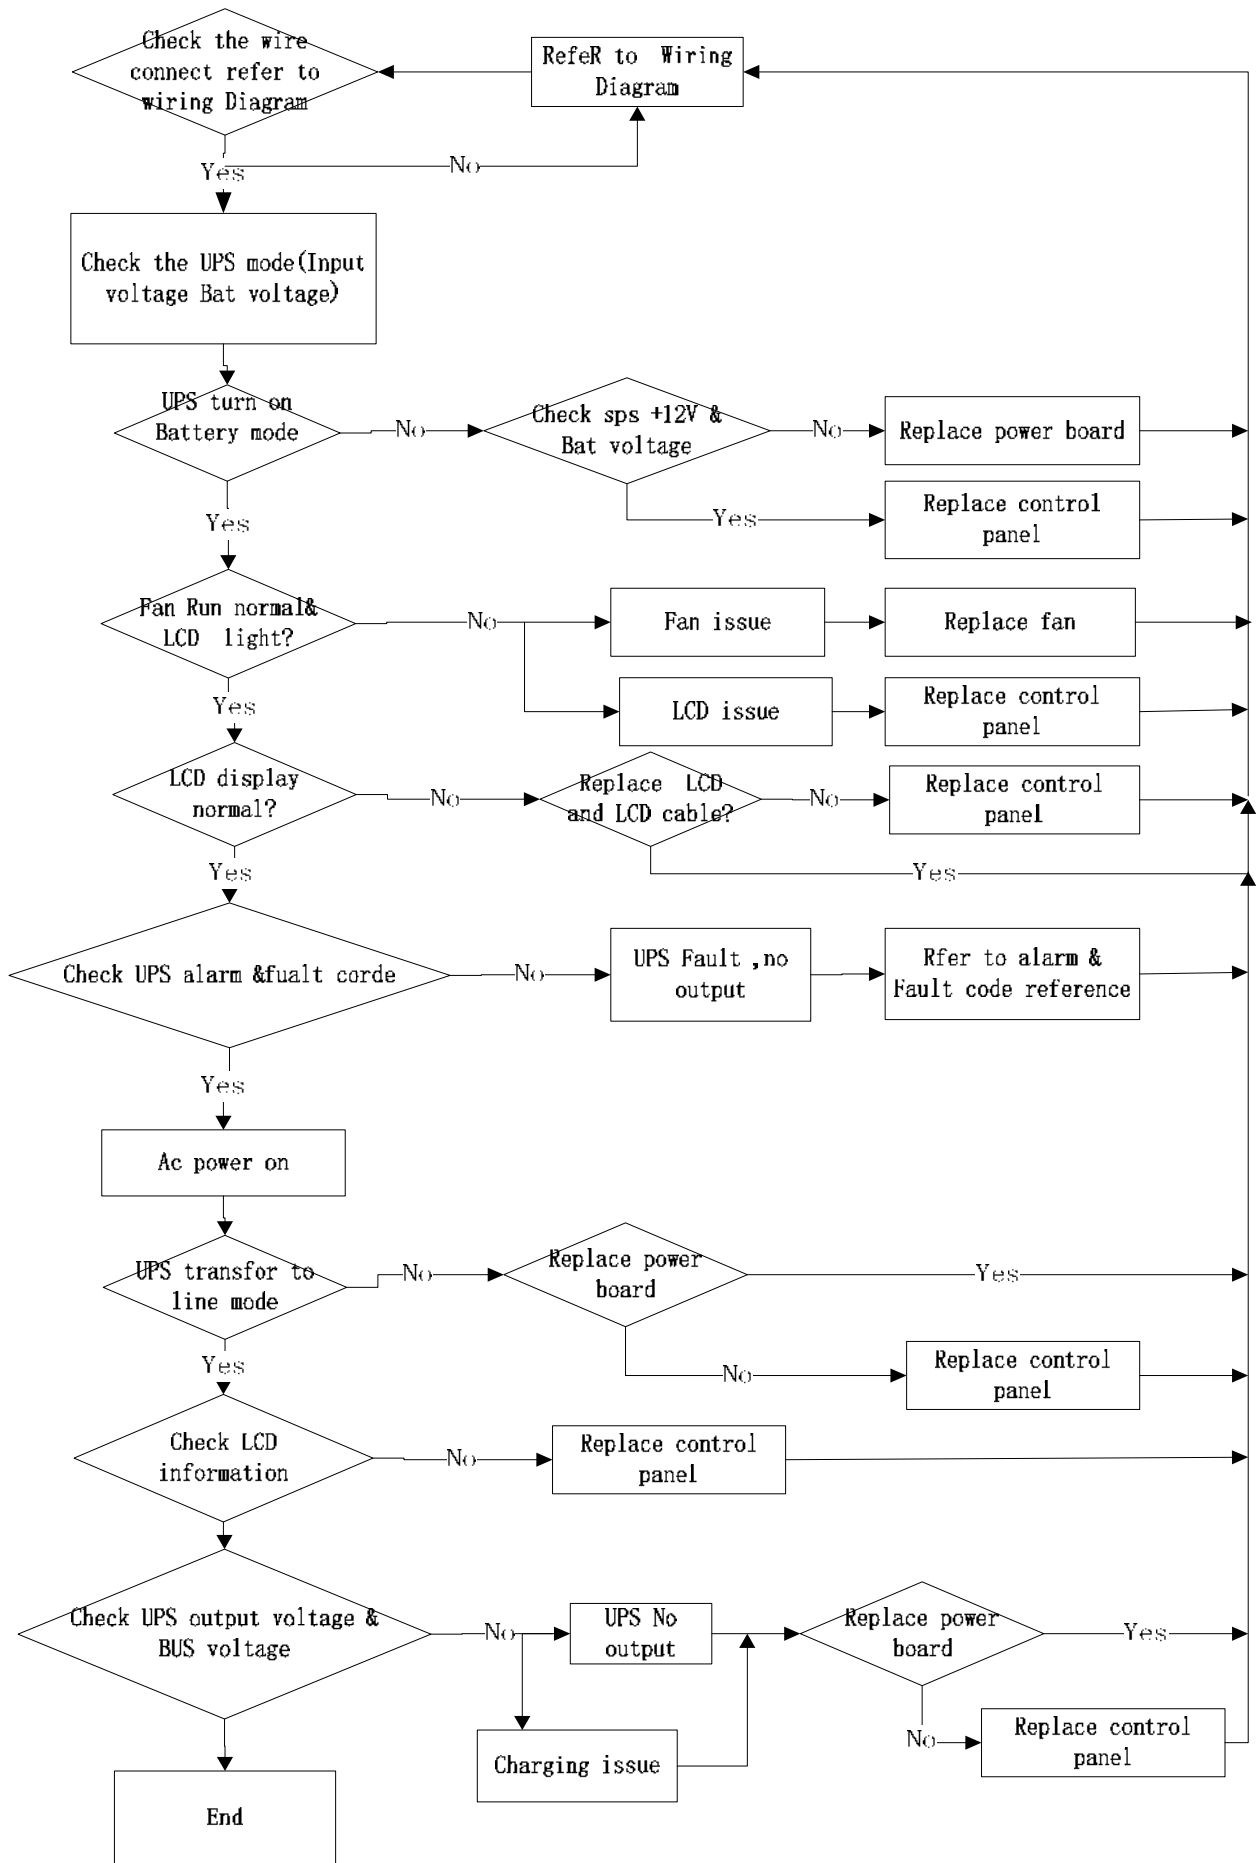 Check the wire
connect refer to
wiring Diagram
RefeR to Wiring
Diagram
No
Yes
Check the UPS mode(Input
voltage Bat voltage)
UPS turn on
Battery mode
No
Check sps +12V &
Bat voltage
No
Replace power board
Yes
Replace control
panel
Yes
Fan Run normal&
LCD light?
No
Fan issue
Replace fan
LCD issue
Replace control
panel
Yes
LCD display
normal?
No
Replace LCD
and LCD cable?
No
Replace control
panel
Yes
Yes
Check UPS alarm &fualt corde
No
UPS Fault ,no
output
Rfer to alarm &
Fault code reference
Yes
Ac power on
UPS transfor to
line mode
No
Replace power
board
Yes
No
Replace control
panel
Yes
Check LCD
information
No
Replace control
panel
Check UPS output voltage &
BUS voltage
No
UPS No
output
Replace power
board
Yes
Charging issue
No
Replace control
panel
End